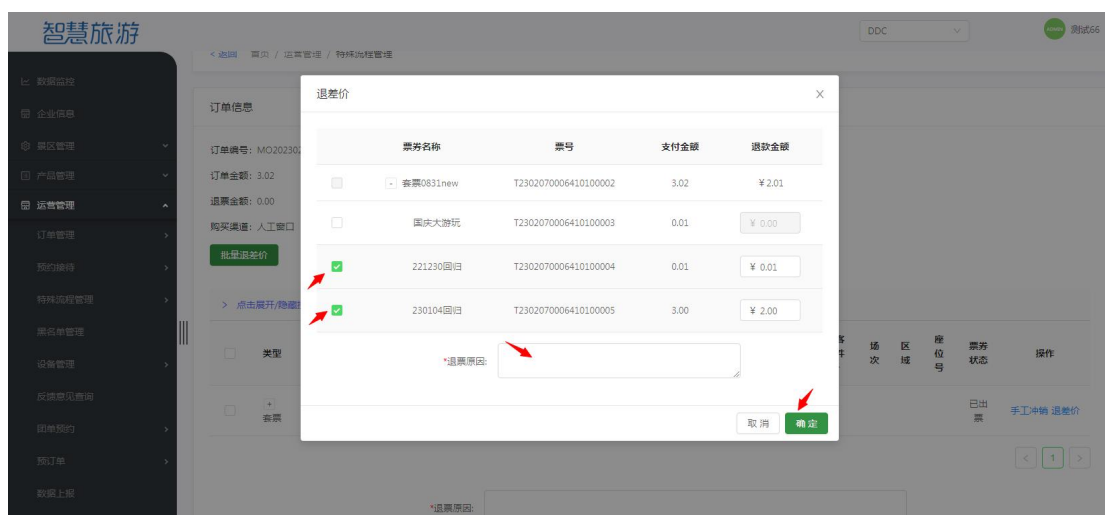 智慧旅游
DDC
ADMIN
测试66
< 返回 首页 / 运营管理 / 特殊流程管理
数据监控
企业信息
景区管理
产品管理
运营管理
订单管理
预约接待
特殊流程管理
黑名单管理
设备管理
反馈意见查询
团单预约
预订单
数据上报
订单信息
订单编号: MO202302
订单金额: 3.02
退票金额: 0.00
购买渠道: 人工窗口
批量退差价
> 点击展开/隐藏
类型
场次
区域
座位号
票券状态
操作
+
套票
已出票
手工冲销 退差价
< 1 >
*退票原因:
退差价
X
票券名称 票号 支付金额 退款金额
- 套票0831new T2302070006410100002 3.02 ¥ 2.01
国庆大游玩 T2302070006410100003 0.01 ¥ 0.00
221230回归 T2302070006410100004 0.01 ¥ 0.01
230104回归 T2302070006410100005 3.00 ¥ 2.00
*退票原因:
取 消 确 定